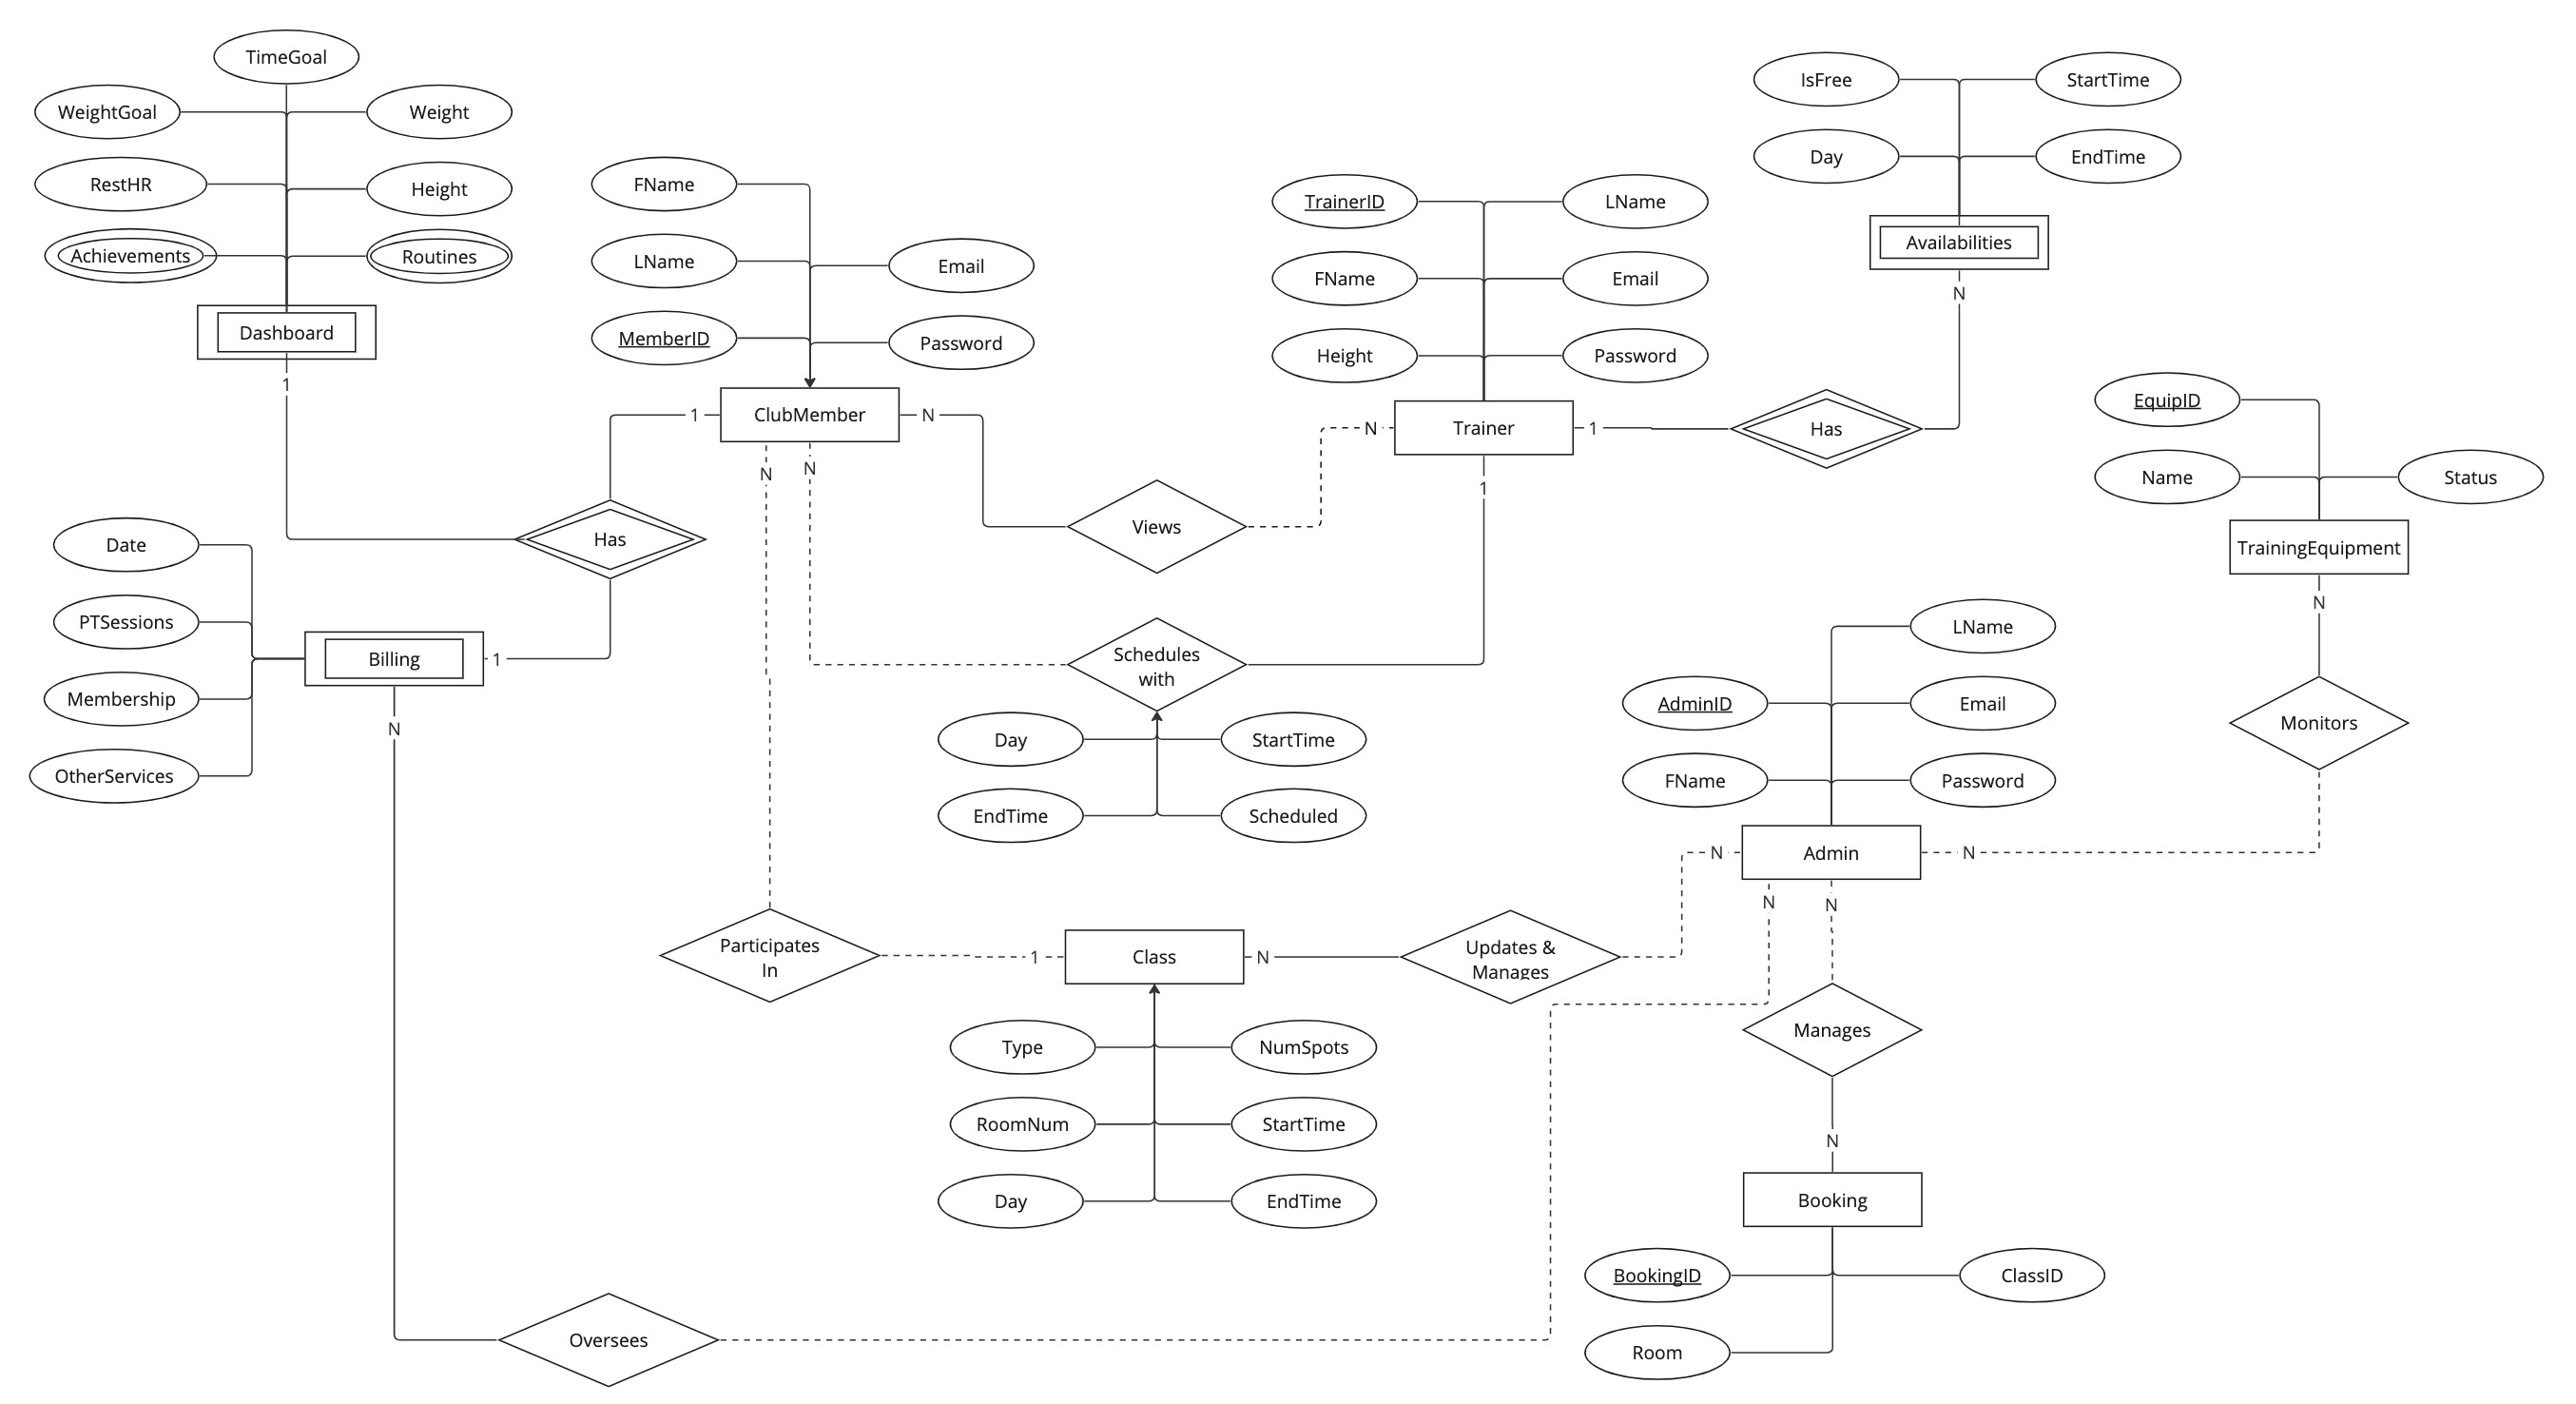 TimeGoal
WeightGoal
Weight
RestHR
Height
Achievements
Routines
Dashboard
1
FName
LName
Email
MemberID
Password
ClubMember
1
N
N
N
Has
Date
PTSessions
Membership
OtherServices
Billing
1
N
TrainerID
LName
FName
Email
Height
Password
Trainer
N
1
1
Views
Schedules
with
Day
StartTime
EndTime
Scheduled
IsFree
StartTime
Day
EndTime
Availabilities
N
Has
EquipID
Name
Status
TrainingEquipment
N
Monitors
LName
AdminID
Email
FName
Password
Admin
N
N
N
N
Participates
In
1
Class
N
Updates &
Manages
Type
NumSpots
RoomNum
StartTime
Day
EndTime
Manages
N
Booking
BookingID
ClassID
Room
Oversees